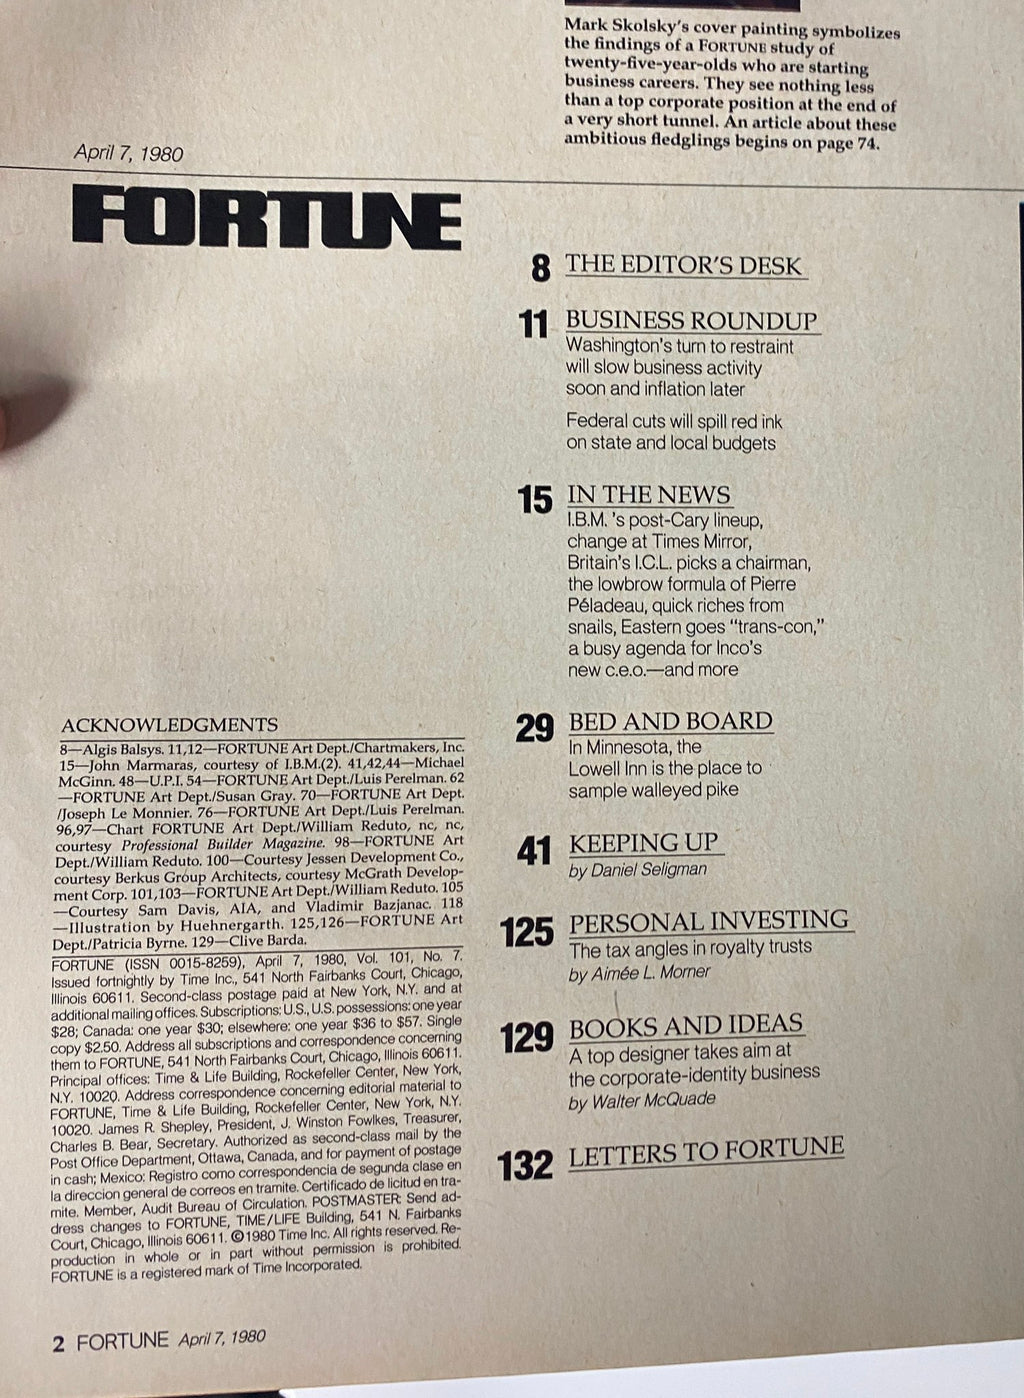 Mark Skolsky's cover painting symbolizes
the findings of a FORTUNE study of
twenty-five-year-olds who are starting
business careers. They see nothing less
than a top corporate position at the end of
a very short tunnel. An article about these
ambitious fledglings begins on page 74.
April 7, 1980
FORTUNE
8 THE EDITOR'S DESK
11 BUSINESS ROUNDUP
Washington's turn to restraint
will slow business activity
soon and inflation later
Federal cuts will spill red ink
on state and local budgets
15 IN THE NEWS
I.B.M. 's post-Cary lineup,
change at Times Mirror,
Britain's I.C.L. picks a chairman,
the lowbrow formula of Pierre
Péladeau, quick riches from
snails, Eastern goes "trans-con,"
a busy agenda for Inco's
new c.e.o.—and more
29 BED AND BOARD
In Minnesota, the
Lowell Inn is the place to
sample walleyed pike
41 KEEPING UP
by Daniel Seligman
125 PERSONAL INVESTING
The tax angles in royalty trusts
by Aimée L. Morner
129 BOOKS AND IDEAS
A top designer takes aim at
the corporate-identity business
by Walter McQuade
132 LETTERS TO FORTUNE
ACKNOWLEDGMENTS
8—Algis Balsys. 11,12—FORTUNE Art Dept./Chartmakers, Inc.
15—John Marmaras, courtesy of I.B.M.(2). 41,42,44—Michael
McGinn. 48—U.P.I. 54—FORTUNE Art Dept./Luis Perelman. 62
—FORTUNE Art Dept./Susan Gray. 70—FORTUNE Art Dept.
/Joseph Le Monnier. 76—FORTUNE Art Dept./Luis Perelman.
96,97—Chart FORTUNE Art Dept./William Reduto, nc, nc,
courtesy Professional Builder Magazine. 98—FORTUNE Art
Dept./William Reduto. 100—Courtesy Jessen Development Co.,
courtesy Berkus Group Architects, courtesy McGrath Develop-
ment Corp. 101,103—FORTUNE Art Dept./William Reduto. 105
—Courtesy Sam Davis, AIA, and Vladimir Bazjanac. 118
—Illustration by Huehnergarth. 125,126—FORTUNE Art
Dept./Patricia Byrne. 129—Clive Barda.
FORTUNE (ISSN 0015-8259), April 7, 1980, Vol. 101, No. 7.
Issued fortnightly by Time Inc., 541 North Fairbanks Court, Chicago,
Illinois 60611. Second-class postage paid at New York, N.Y. and at
additional mailing offices. Subscriptions: U.S., U.S. possessions: one year
$28; Canada: one year $30; elsewhere: one year $36 to $57. Single
copy $2.50. Address all subscriptions and correspondence concerning
them to FORTUNE, 541 North Fairbanks Court, Chicago, Illinois 60611.
Principal offices: Time & Life Building, Rockefeller Center, New York,
N.Y. 10020. Address correspondence concerning editorial material to
FORTUNE, Time & Life Building, Rockefeller Center, New York, N.Y.
10020. James R. Shepley, President, J. Winston Fowlkes, Treasurer,
Charles B. Bear, Secretary. Authorized as second-class mail by the
Post Office Department, Ottawa, Canada, and for payment of postage
in cash; Mexico: Registro como correspondencia de segunda clase en
la direccion general de correos en tramite. Certificado de licitud en tra-
mite. Member, Audit Bureau of Circulation. POSTMASTER: Send ad-
dress changes to FORTUNE, TIME/LIFE Building, 541 N. Fairbanks
Court, Chicago, Illinois 60611. ©1980 Time Inc. All rights reserved. Re-
production in whole or in part without permission is prohibited.
FORTUNE is a registered mark of Time Incorporated.
2 FORTUNE April 7, 1980